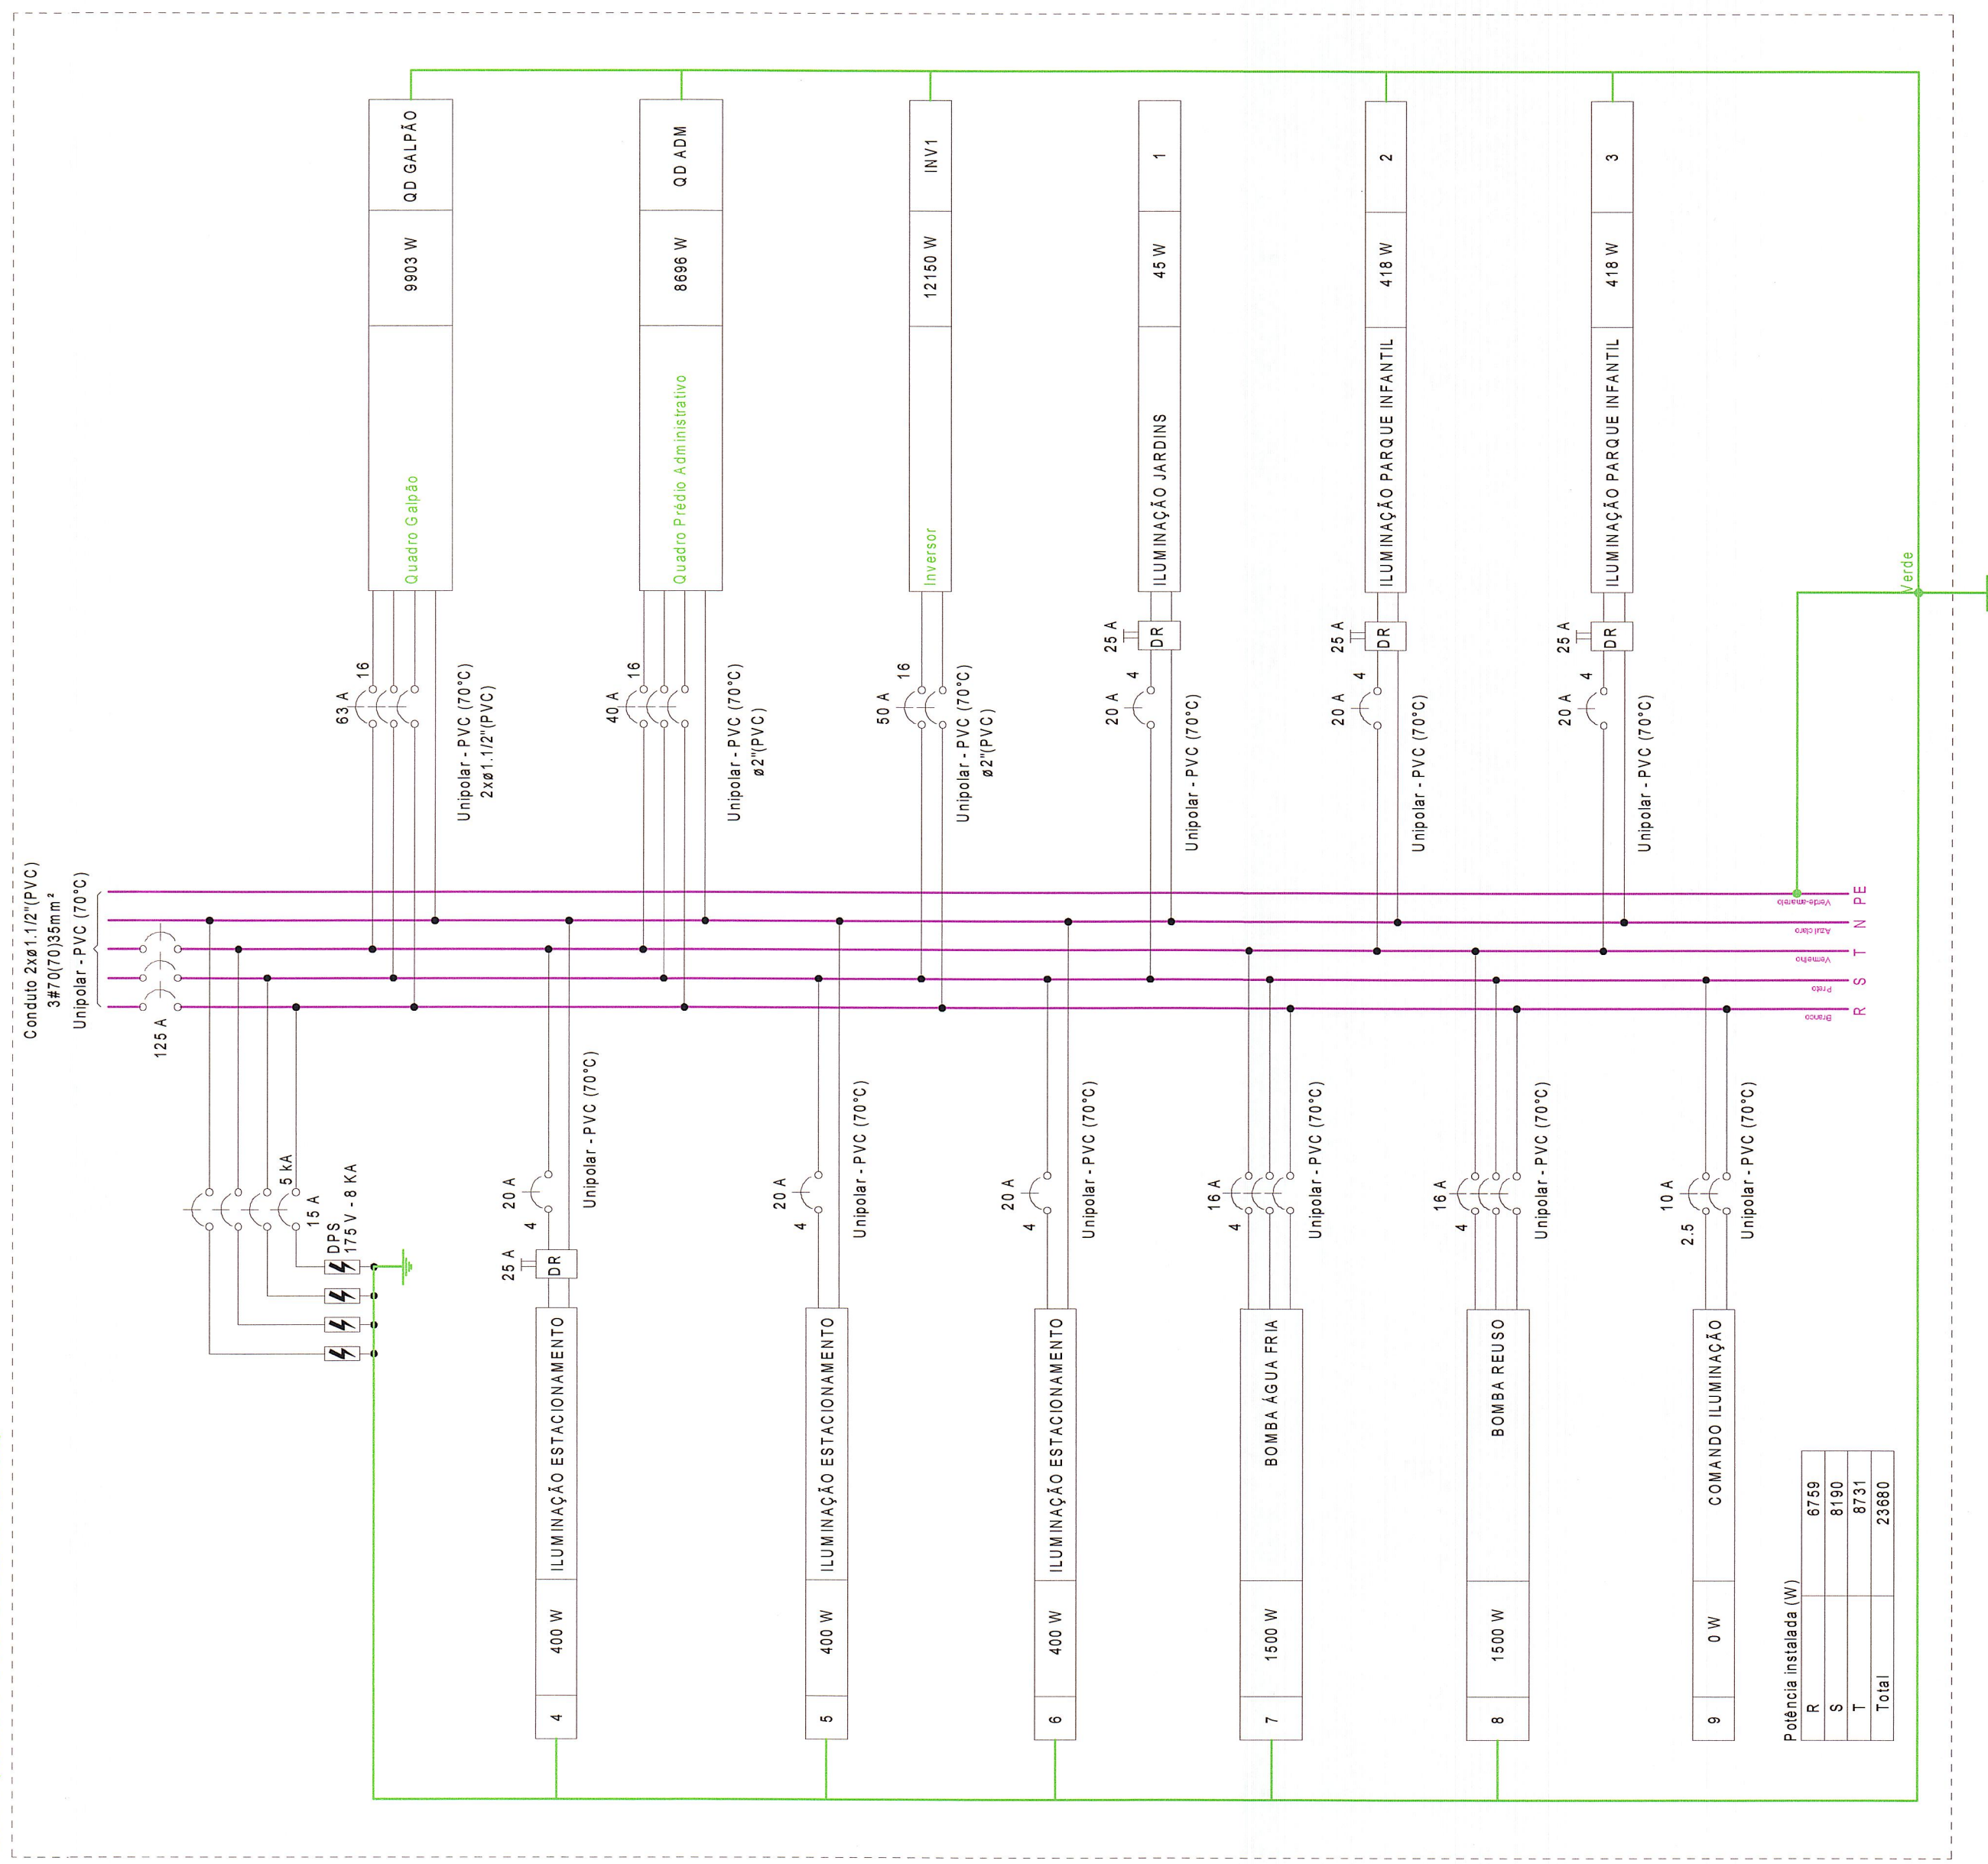 Conduto 2xø1.1/2"(PVC)
3#70(70)35mm²
Unipolar - PVC (70°C)
125 A
5 kA
15 A
DPS
175 V - 8 KA
QD GALPÃO
9903 W
Quadro Galpão
16
63 A
Unipolar - PVC (70°C)
2xø1.1/2"(PVC)
QD ADM
8696 W
Quadro Prédio Administrativo
16
40 A
Unipolar - PVC (70°C)
ø2"(PVC)
INV1
12150 W
Inversor
16
50 A
Unipolar - PVC (70°C)
ø2"(PVC)
1
45 W
ILUMINAÇÃO JARDINS
25 A
DR
4
20 A
Unipolar - PVC (70°C)
2
418 W
ILUMINAÇÃO PARQUE INFANTIL
25 A
DR
4
20 A
Unipolar - PVC (70°C)
3
418 W
ILUMINAÇÃO PARQUE INFANTIL
25 A
DR
4
20 A
Unipolar - PVC (70°C)
Unipolar - PVC (70°C)
20 A
4
25 A
DR
ILUMINAÇÃO ESTACIONAMENTO
400 W
4
Unipolar - PVC (70°C)
20 A
4
ILUMINAÇÃO ESTACIONAMENTO
400 W
5
Unipolar - PVC (70°C)
20 A
4
ILUMINAÇÃO ESTACIONAMENTO
400 W
6
Unipolar - PVC (70°C)
16 A
4
BOMBA ÁGUA FRIA
1500 W
7
Unipolar - PVC (70°C)
16 A
4
BOMBA REUSO
1500 W
8
Unipolar - PVC (70°C)
10 A
2.5
COMANDO ILUMINAÇÃO
0 W
9
Verde
Verde-amarelo
PE
Azul claro
N
Vermelho
T
Preto
S
Branco
R
Potência instalada (W)
R 6759
S 8190
T 8731
Total 23680